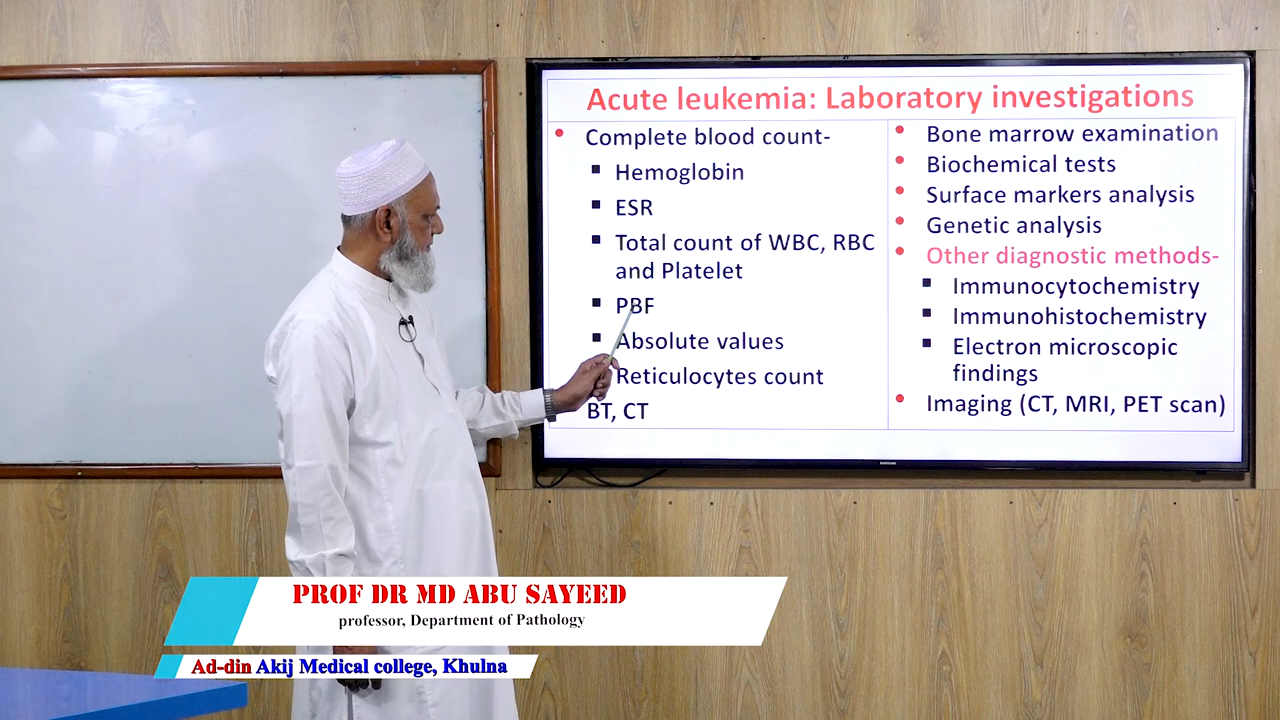 Acute leukemia: Laboratory investigations
Complete blood count-
Hemoglobin
ESR
Total count of WBC, RBC
and Platelet
PBF
Absolute values
Reticulocytes count
BT, CT
Bone marrow examination
Biochemical tests
Surface markers analysis
Genetic analysis
Other diagnostic methods-
Immunocytochemistry
Immunohistochemistry
Electron microscopic
findings
Imaging (CT, MRI, PET scan)
SAMSUNG
PROF DR MD ABU SAYEED
professor, Department of Pathology
Ad-din Akij Medical college, Khulna